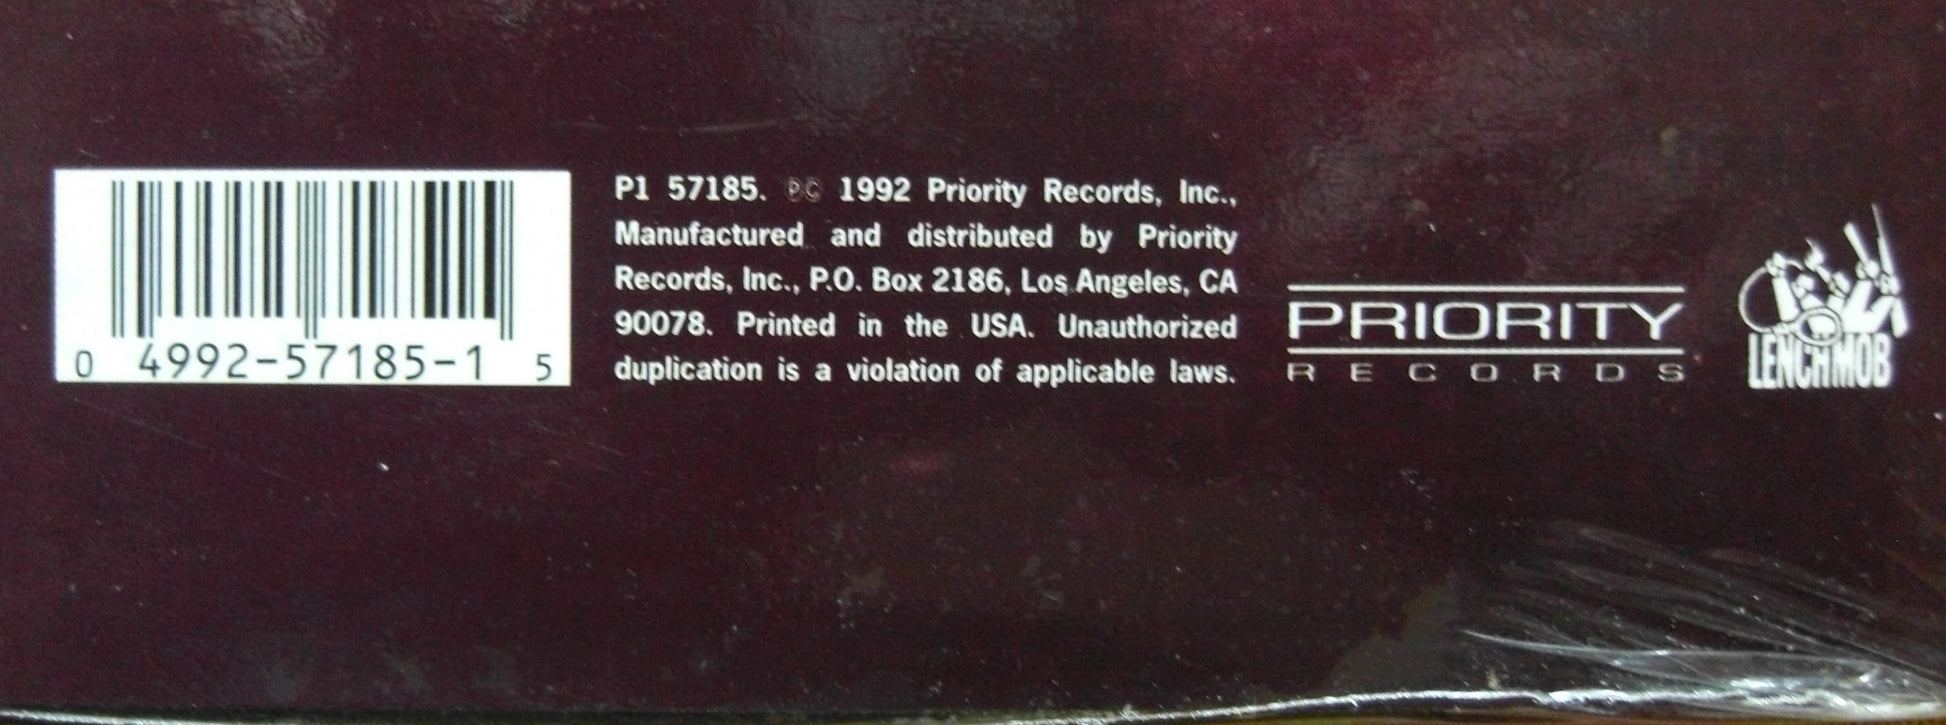 0 4992-57185-1 5
P1 57185. ℗© 1992 Priority Records, Inc.,
Manufactured and distributed by Priority
Records, Inc., P.O. Box 2186, Los Angeles, CA
90078. Printed in the USA. Unauthorized
duplication is a violation of applicable laws.
PRIORITY
RECORDS
LENCH MOB